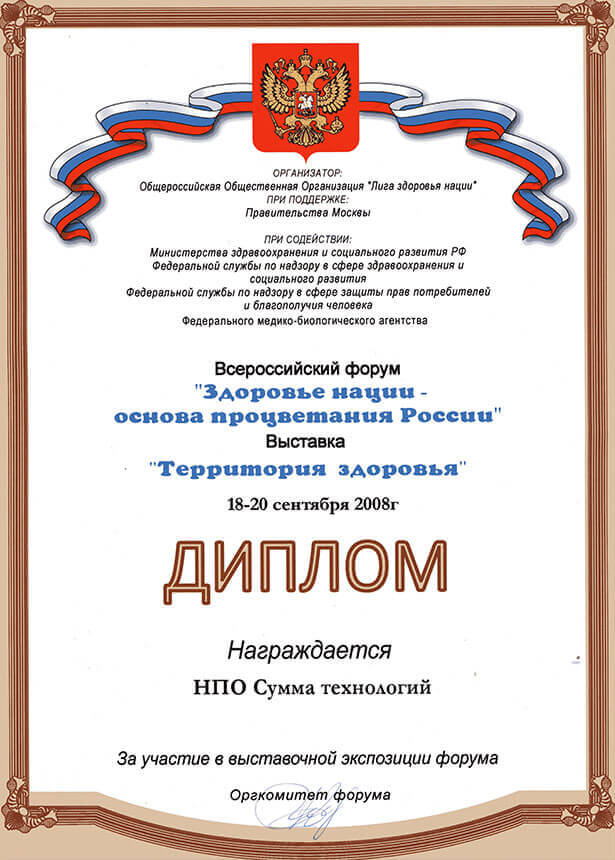 ОРГАНИЗАТОР:
Общероссийская Общественная Организация "Лига здоровья нации"
ПРИ ПОДДЕРЖКЕ:
Правительства Москвы
ПРИ СОДЕЙСТВИИ:
Министерства здравоохранения и социального развития РФ
Федеральной службы по надзору в сфере здравоохранения и
социального развития
Федеральной службы по надзору в сфере защиты прав потребителей
и благополучия человека
Федерального медико-биологического агентства
Всероссийский форум
"Здоровье нации -
основа процветания России"
Выставка
"Территория здоровья"
18-20 сентября 2008г
ДИПЛОМ
Награждается
НПО Сумма технологий
За участие в выставочной экспозиции форума
Оргкомитет форума